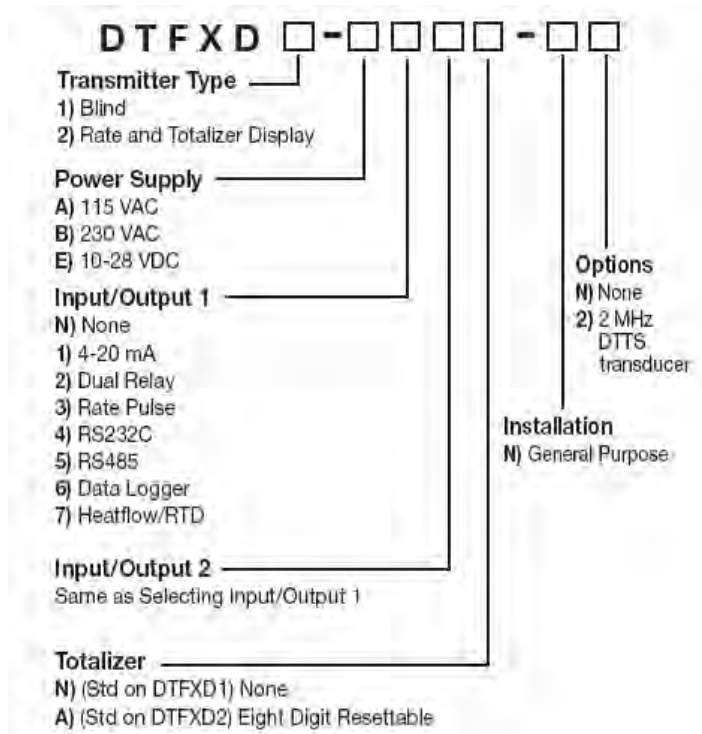 DTFXD □-□□□□-□□
Transmitter Type
1) Blind
2) Rate and Totalizer Display
Power Supply
A) 115 VAC
B) 230 VAC
E) 10-28 VDC
Input/Output 1
N) None
1) 4-20 mA
2) Dual Relay
3) Rate Pulse
4) RS232C
5) RS485
6) Data Logger
7) Heatflow/RTD
Input/Output 2
Same as Selecting Input/Output 1
Totalizer
N) (Std on DTFXD1) None
A) (Std on DTFXD2) Eight Digit Resettable
Options
N) None
2) 2 MHz
DTTS
transducer
Installation
N) General Purpose